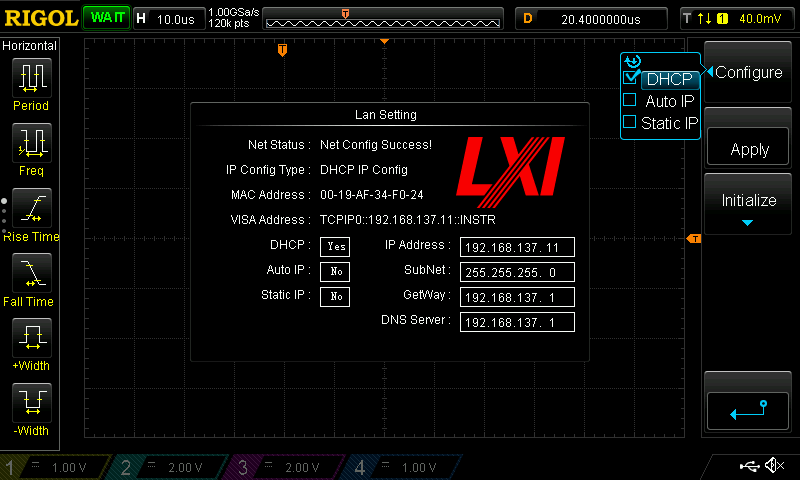 RIGOL WAIT H 10.0us 1.00GSa/s 120k pts T D 20.4000000us T 1 40.0mV
Horizontal
T
DHCP
Auto IP
Static IP
Configure
Apply
Initialize
Period
Freq
Rise Time
Fall Time
+Width
-Width
Lan Setting
Net Status : Net Config Success!
IP Config Type : DHCP IP Config
MAC Address : 00-19-AF-34-F0-24
VISA Address : TCPIP0::192.168.137.11::INSTR
LXI
DHCP : Yes IP Address : 192.168.137. 11
Auto IP : No SubNet : 255.255.255. 0
Static IP : No GetWay : 192.168.137. 1
DNS Server : 192.168.137. 1
T
1 1.00 V 2 2.00 V 3 2.00 V 4 1.00 V